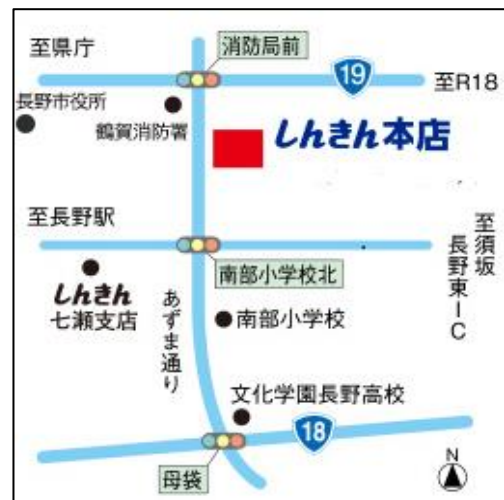 至県庁
消防局前
19
至R18
長野市役所
鶴賀消防署
しんきん本店
至長野駅
至須坂
長野東IC
南部小学校北
しんきん
七瀬支店
あずま通り
南部小学校
文化学園長野高校
18
母袋
N